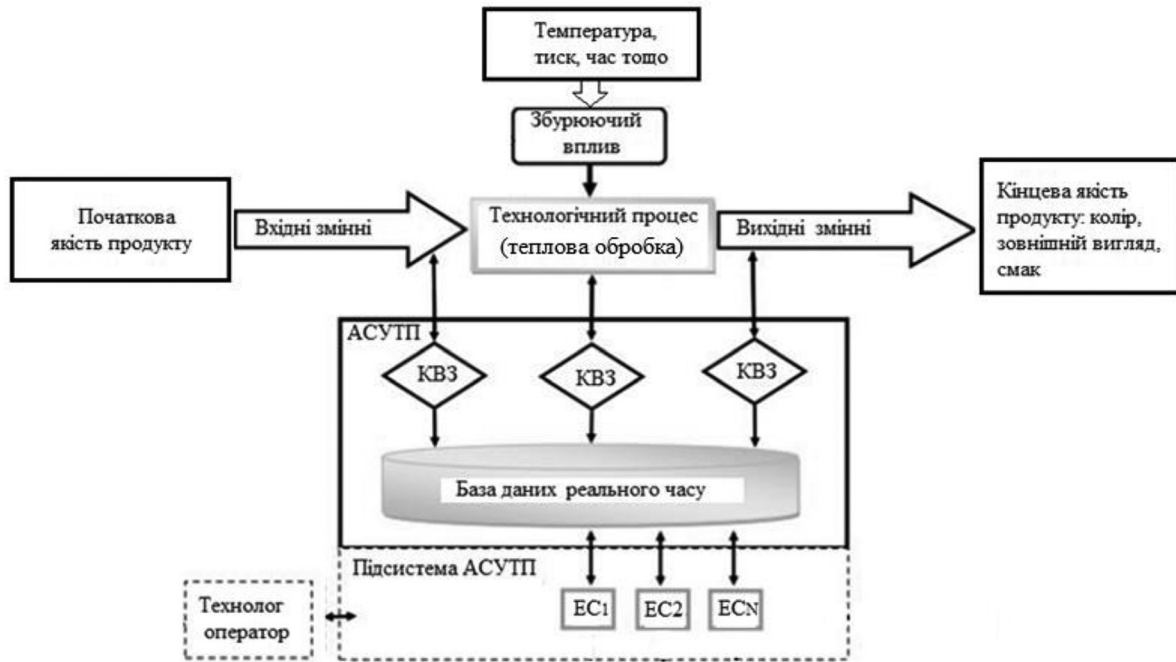 Температура,
тиск, час тощо
Збурюючий
вплив
Початкова
якість продукту
Вхідні змінні
Технологічний процес
(теплова обробка)
Вихідні змінні
Кінцева якість
продукту: колір,
зовнішній вигляд,
смак
АСУТП
КВЗ
КВЗ
КВЗ
База даних реального часу
Підсистема АСУТП
Технолог
оператор
ЕС1
ЕС2
ЕСN